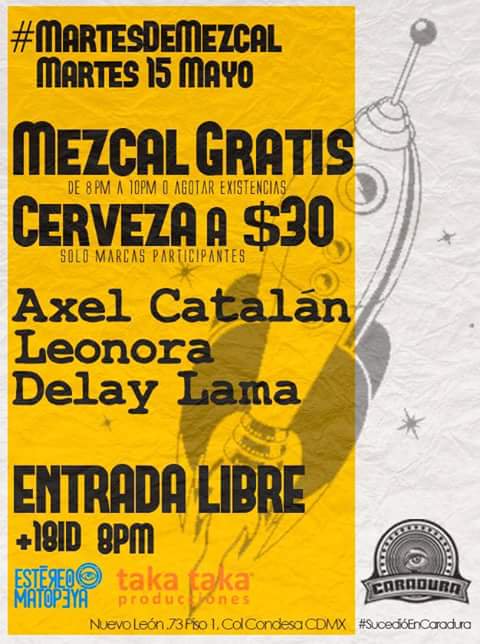 #MARTESDEMEZCAL
MARTES 15 MAYO
MEZCAL GRATIS
DE 8PM A 10PM O AGOTAR EXISTENCIAS
CERVEZA A $30
SOLO MARCAS PARTICIPANTES
Axel Catalán
Leonora
Delay Lama
ENTRADA LIBRE
+18ID 8PM
ESTÉREO
MATOPEYA
taka taka
producciones
CARADURA
Nuevo León ,73 Piso 1, Col Condesa CDMX #SucedióEnCaradura